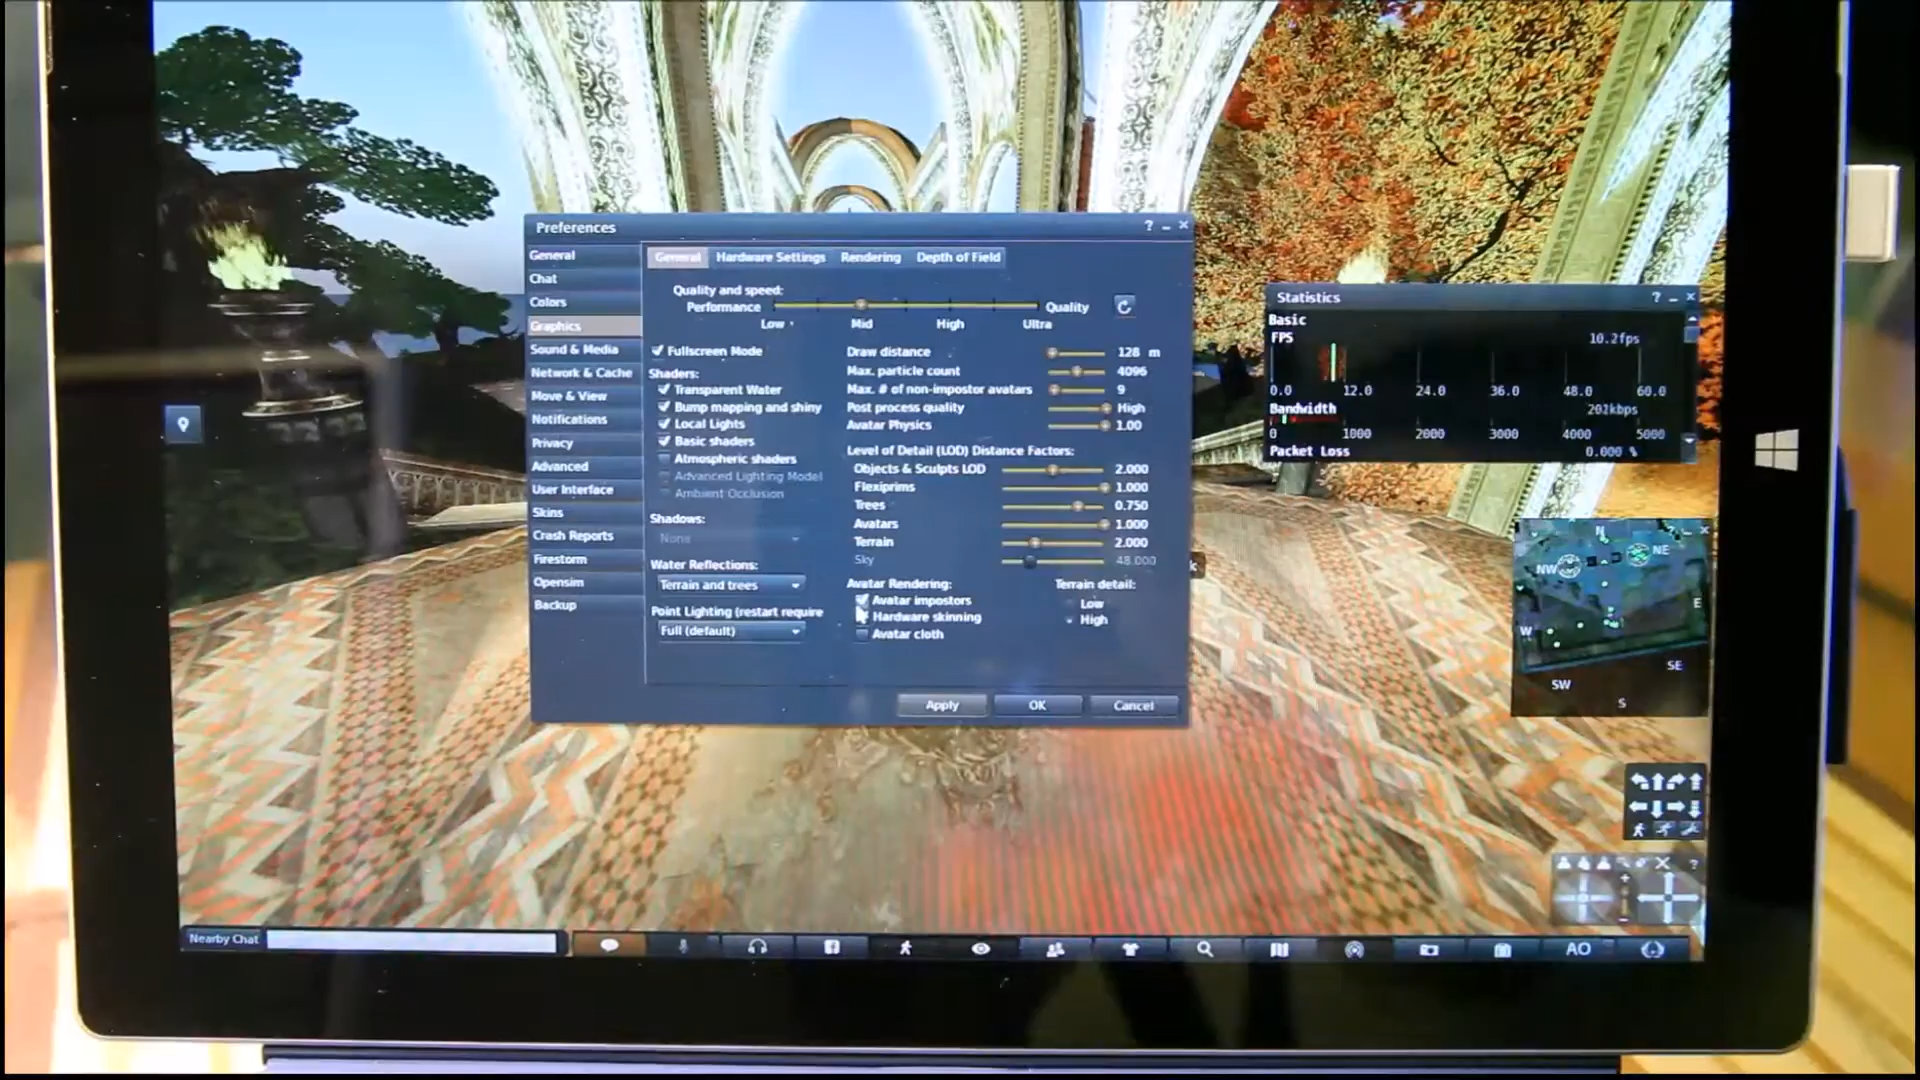 Preferences
? – ×
General
Chat
Colors
Graphics
Sound & Media
Network & Cache
Move & View
Notifications
Privacy
Advanced
User Interface
Skins
Crash Reports
Firestorm
Opensim
Backup
General Hardware Settings Rendering Depth of Field
Quality and speed:
Performance Quality
Low Mid High Ultra
Fullscreen Mode
Shaders:
Transparent Water
Bump mapping and shiny
Local Lights
Basic shaders
Atmospheric shaders
Advanced Lighting Model
Ambient Occlusion
Shadows:
None
Water Reflections:
Terrain and trees
Point Lighting (restart require
Full (default)
Draw distance 128 m
Max. particle count 4096
Max. # of non-impostor avatars 9
Post process quality High
Avatar Physics 1.00
Level of Detail (LOD) Distance Factors:
Objects & Sculpts LOD 2.000
Flexiprims 1.000
Trees 0.750
Avatars 1.000
Terrain 2.000
Sky 48.000
Avatar Rendering:
Avatar impostors
Hardware skinning
Avatar cloth
Terrain detail:
Low
High
Apply OK Cancel
k
Statistics ? – ×
Basic
FPS 10.2fps
0.0 12.0 24.0 36.0 48.0 60.0
Bandwidth 202kbps
0 1000 2000 3000 4000 5000
Packet Loss 0.000 %
N
NW NE
W E
SW SE
S
?
Nearby Chat
AO